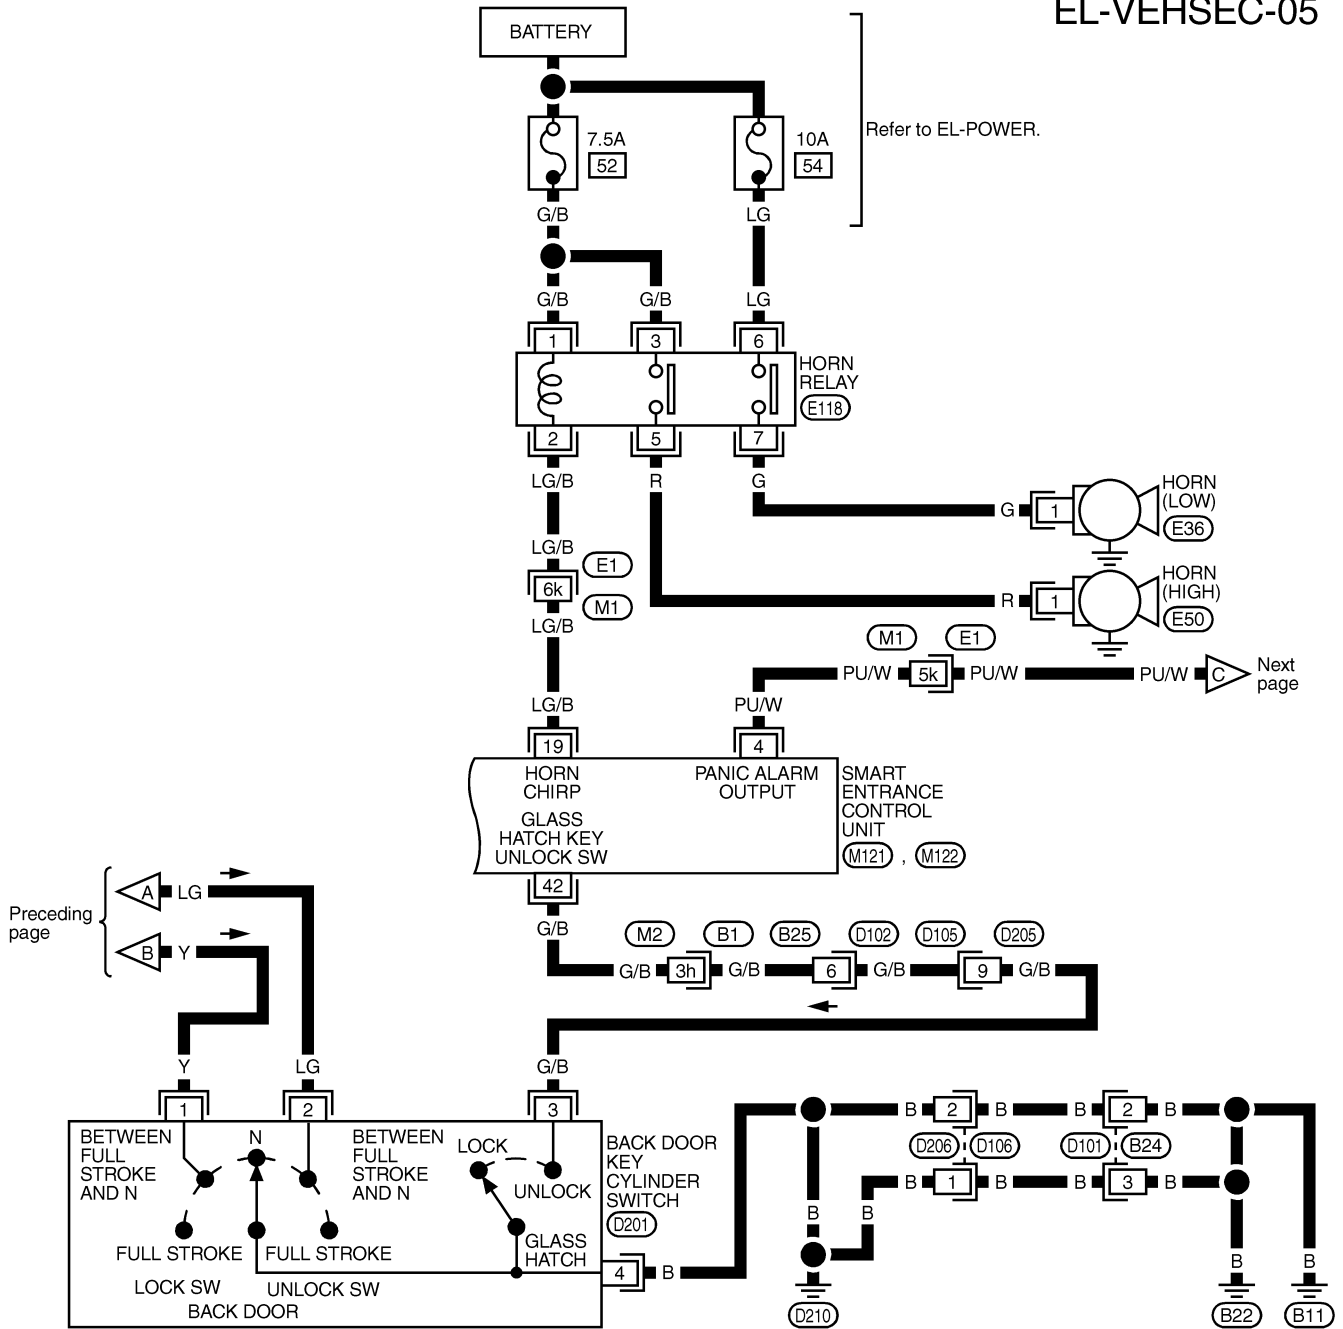 EL-VEHSEC-05
BATTERY
Refer to EL-POWER.
7.5A
52
10A
54
G/B
LG
G/B
G/B
LG
1
3
6
HORN
RELAY
E118
2
5
7
LG/B
R
G
G
1
HORN
(LOW)
E36
LG/B
E1
6k
M1
LG/B
R
1
HORN
(HIGH)
E50
M1
E1
PU/W
5k
PU/W
PU/W
C
Next
page
LG/B
PU/W
19
4
HORN
CHIRP
PANIC ALARM
OUTPUT
GLASS
HATCH KEY
UNLOCK SW
SMART
ENTRANCE
CONTROL
UNIT
M121 , M122
42
G/B
Preceding
page
A
LG
B
Y
M2
B1
B25
D102
D105
D205
G/B
3h
G/B
6
G/B
9
G/B
Y
LG
G/B
1
2
3
BETWEEN
FULL
STROKE
AND N
N
BETWEEN
FULL
STROKE
AND N
LOCK
UNLOCK
BACK DOOR
KEY
CYLINDER
SWITCH
D201
FULL STROKE
FULL STROKE
GLASS
HATCH
LOCK SW
UNLOCK SW
BACK DOOR
4
B
B
2
B
B
2
B
D206
D106
D101
B24
B
1
B
B
3
B
B
B
B
B
D210
B22
B11